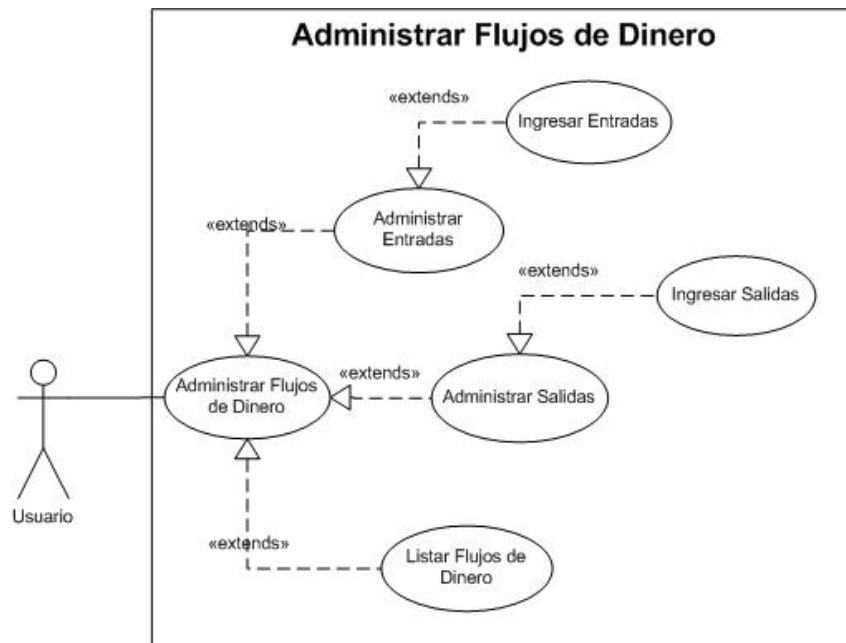 Administrar Flujos de Dinero
«extends»
Ingresar Entradas
Administrar
Entradas
«extends»
«extends»
Ingresar Salidas
Administrar Flujos
de Dinero
«extends»
Administrar Salidas
Usuario
«extends»
Listar Flujos de
Dinero